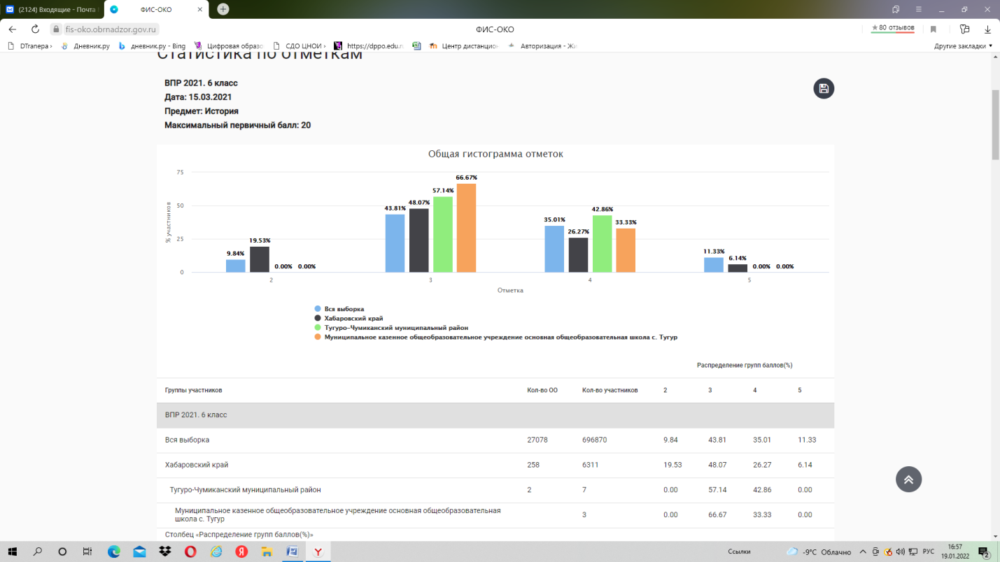 (2124) Входящие - Почта
ФИС-ОКО
fis-oko.obrnadzor.gov.ru
ФИС-ОКО
★ 80 отзывов
DTranepa ›
Дневник.ру
дневник.ру - Bing
Цифровая образо
СДО ЦНОИ ›
https://dppo.edu.ru
Центр дистанцио
Авторизация - Жи
Другие закладки
Статистика по отметкам
ВПР 2021. 6 класс
Дата: 15.03.2021
Предмет: История
Максимальный первичный балл: 20
Общая гистограмма отметок
% участников
75
50
25
0
9.84%
19.53%
0.00%
0.00%
43.81%
48.07%
57.14%
66.67%
35.01%
26.27%
42.86%
33.33%
11.33%
6.14%
0.00%
0.00%
2
3
4
5
Отметка
Вся выборка
Хабаровский край
Тугуро-Чумиканский муниципальный район
Муниципальное казенное общеобразовательное учреждение основная общеобразовательная школа с. Тугур
Распределение групп баллов(%)
Группы участников Кол-во ОО Кол-во участников 2 3 4 5
ВПР 2021. 6 класс
Вся выборка 27078 696870 9.84 43.81 35.01 11.33
Хабаровский край 258 6311 19.53 48.07 26.27 6.14
Тугуро-Чумиканский муниципальный район 2 7 0.00 57.14 42.86 0.00
Муниципальное казенное общеобразовательное учреждение основная общеобразовательная
школа с. Тугур 3 0.00 66.67 33.33 0.00
Столбец «Распределение групп баллов(%)»
Ссылки
-9°C Облачно
РУС
16:57
19.01.2022
2